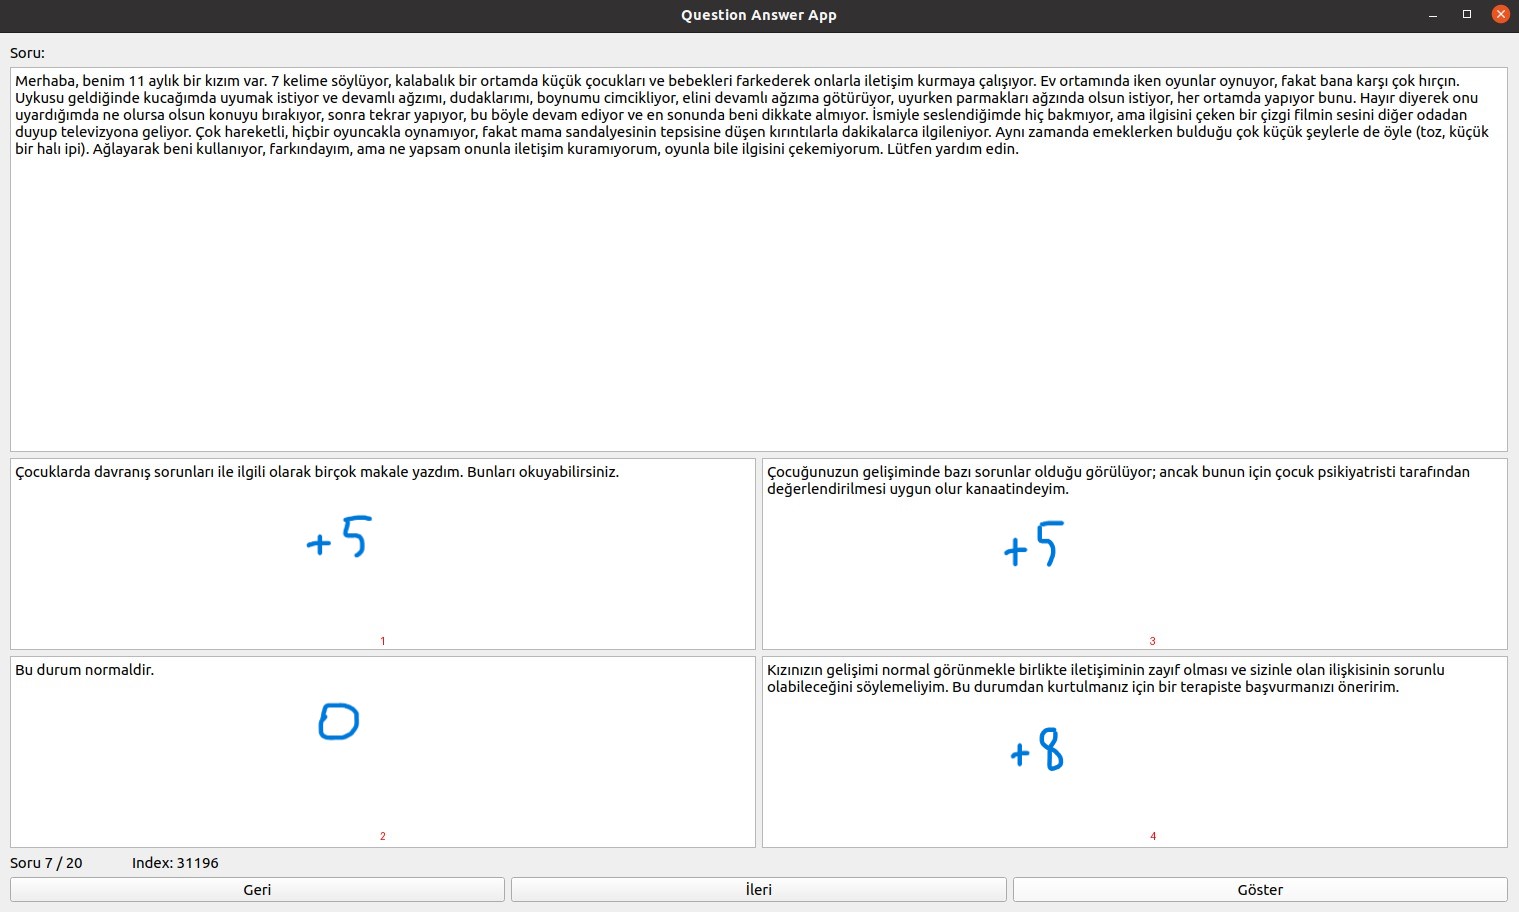 Question Answer App
Soru:
Merhaba, benim 11 aylık bir kızım var. 7 kelime söylüyor, kalabalık bir ortamda küçük çocukları ve bebekleri farkederek onlarla iletişim kurmaya çalışıyor. Ev ortamında iken oyunlar oynuyor, fakat bana karşı çok hırçın.
Uykusu geldiğinde kucağımda uyumak istiyor ve devamlı ağzımı, dudaklarımı, boynumu cimcikliyor, elini devamlı ağzıma götürüyor, uyurken parmakları ağzında olsun istiyor, her ortamda yapıyor bunu. Hayır diyerek onu
uyardığımda ne olursa olsun konuyu bırakıyor, sonra tekrar yapıyor, bu böyle devam ediyor ve en sonunda beni dikkate almıyor. İsmiyle seslendiğimde hiç bakmıyor, ama ilgisini çeken bir çizgi filmin sesini diğer odadan
duyup televizyona geliyor. Çok hareketli, hiçbir oyuncakla oynamıyor, fakat mama sandalyesinin tepsisine düşen kırıntılarla dakikalarca ilgileniyor. Aynı zamanda emeklerken bulduğu çok küçük şeylerle de öyle (toz, küçük
bir halı ipi). Ağlayarak beni kullanıyor, farkındayım, ama ne yapsam onunla iletişim kuramıyorum, oyunla bile ilgisini çekemiyorum. Lütfen yardım edin.
Çocuklarda davranış sorunları ile ilgili olarak birçok makale yazdım. Bunları okuyabilirsiniz.
+5
1
Çocuğunuzun gelişiminde bazı sorunlar olduğu görülüyor; ancak bunun için çocuk psikiyatristi tarafından
değerlendirilmesi uygun olur kanaatindeyim.
+5
3
Bu durum normaldir.
0
2
Kızınızın gelişimi normal görünmekle birlikte iletişiminin zayıf olması ve sizinle olan ilişkisinin sorunlu
olabileceğini söylemeliyim. Bu durumdan kurtulmanız için bir terapiste başvurmanızı öneririm.
+8
4
Soru 7 / 20 Index: 31196
Geri İleri Göster